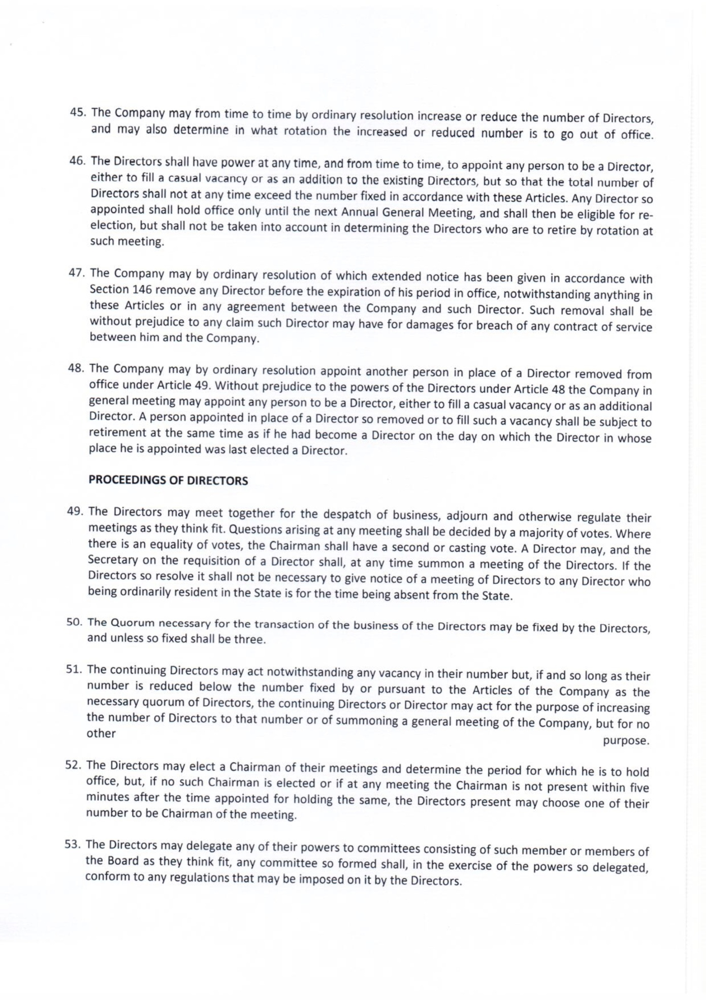 45. The Company may from time to time by ordinary resolution increase or reduce the number of Directors,
and may also determine in what rotation the increased or reduced number is to go out of office.
46. The Directors shall have power at any time, and from time to time, to appoint any person to be a Director,
either to fill a casual vacancy or as an addition to the existing Directors, but so that the total number of
Directors shall not at any time exceed the number fixed in accordance with these Articles. Any Director so
appointed shall hold office only until the next Annual General Meeting, and shall then be eligible for re-
election, but shall not be taken into account in determining the Directors who are to retire by rotation at
such meeting.
47. The Company may by ordinary resolution of which extended notice has been given in accordance with
Section 146 remove any Director before the expiration of his period in office, notwithstanding anything in
these Articles or in any agreement between the Company and such Director. Such removal shall be
without prejudice to any claim such Director may have for damages for breach of any contract of service
between him and the Company.
48. The Company may by ordinary resolution appoint another person in place of a Director removed from
office under Article 49. Without prejudice to the powers of the Directors under Article 48 the Company in
general meeting may appoint any person to be a Director, either to fill a casual vacancy or as an additional
Director. A person appointed in place of a Director so removed or to fill such a vacancy shall be subject to
retirement at the same time as if he had become a Director on the day on which the Director in whose
place he is appointed was last elected a Director.
PROCEEDINGS OF DIRECTORS
49. The Directors may meet together for the despatch of business, adjourn and otherwise regulate their
meetings as they think fit. Questions arising at any meeting shall be decided by a majority of votes. Where
there is an equality of votes, the Chairman shall have a second or casting vote. A Director may, and the
Secretary on the requisition of a Director shall, at any time summon a meeting of the Directors. If the
Directors so resolve it shall not be necessary to give notice of a meeting of Directors to any Director who
being ordinarily resident in the State is for the time being absent from the State.
50. The Quorum necessary for the transaction of the business of the Directors may be fixed by the Directors,
and unless so fixed shall be three.
51. The continuing Directors may act notwithstanding any vacancy in their number but, if and so long as their
number is reduced below the number fixed by or pursuant to the Articles of the Company as the
necessary quorum of Directors, the continuing Directors or Director may act for the purpose of increasing
the number of Directors to that number or of summoning a general meeting of the Company, but for no
other purpose.
52. The Directors may elect a Chairman of their meetings and determine the period for which he is to hold
office, but, if no such Chairman is elected or if at any meeting the Chairman is not present within five
minutes after the time appointed for holding the same, the Directors present may choose one of their
number to be Chairman of the meeting.
53. The Directors may delegate any of their powers to committees consisting of such member or members of
the Board as they think fit, any committee so formed shall, in the exercise of the powers so delegated,
conform to any regulations that may be imposed on it by the Directors.